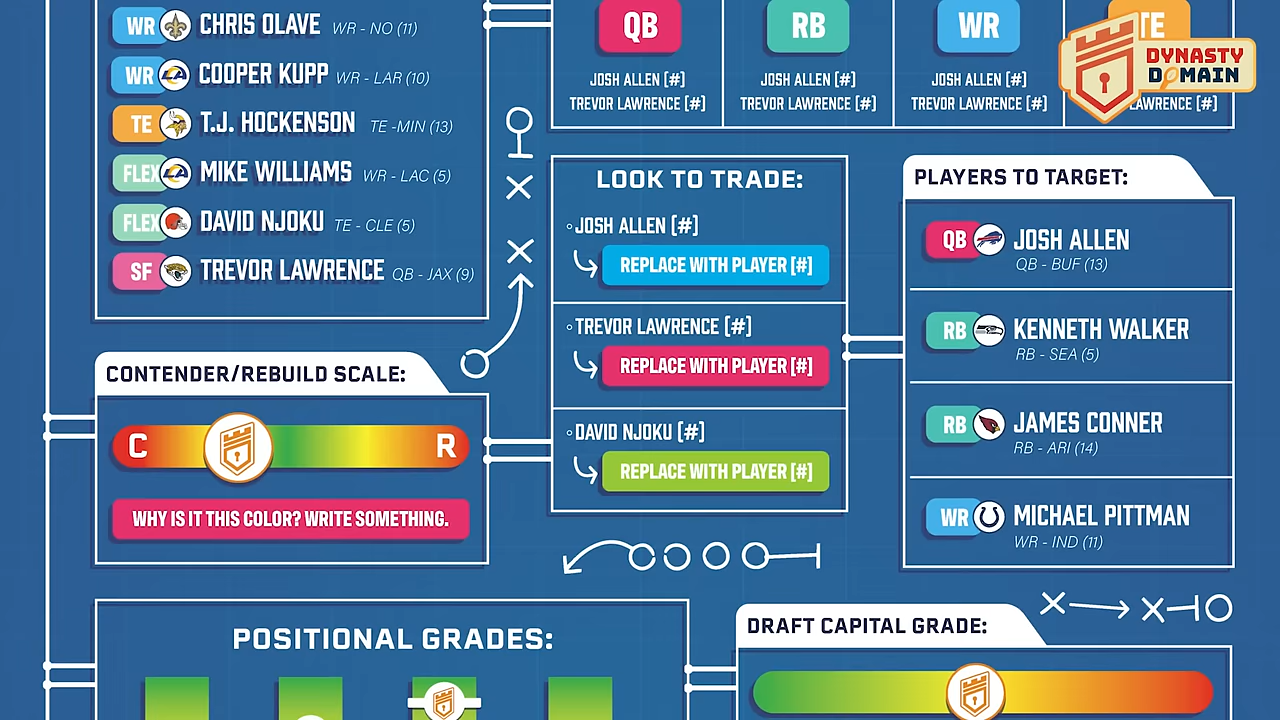 WR CHRIS OLAVE WR - NO (11)
WR COOPER KUPP WR - LAR (10)
TE T.J. HOCKENSON TE -MIN (13)
FLEX MIKE WILLIAMS WR - LAC (5)
FLEX DAVID NJOKU TE - CLE (5)
SF TREVOR LAWRENCE QB - JAX (9)
QB
JOSH ALLEN [#]
TREVOR LAWRENCE [#]
RB
JOSH ALLEN [#]
TREVOR LAWRENCE [#]
WR
JOSH ALLEN [#]
TREVOR LAWRENCE [#]
TE
LAWRENCE [#]
DYNASTY
DOMAIN
CONTENDER/REBUILD SCALE:
C R
WHY IS IT THIS COLOR? WRITE SOMETHING.
LOOK TO TRADE:
JOSH ALLEN [#]
REPLACE WITH PLAYER [#]
TREVOR LAWRENCE [#]
REPLACE WITH PLAYER [#]
DAVID NJOKU [#]
REPLACE WITH PLAYER [#]
PLAYERS TO TARGET:
QB JOSH ALLEN
QB - BUF (13)
RB KENNETH WALKER
RB - SEA (5)
RB JAMES CONNER
RB - ARI (14)
WR MICHAEL PITTMAN
WR - IND (11)
POSITIONAL GRADES:
DRAFT CAPITAL GRADE: